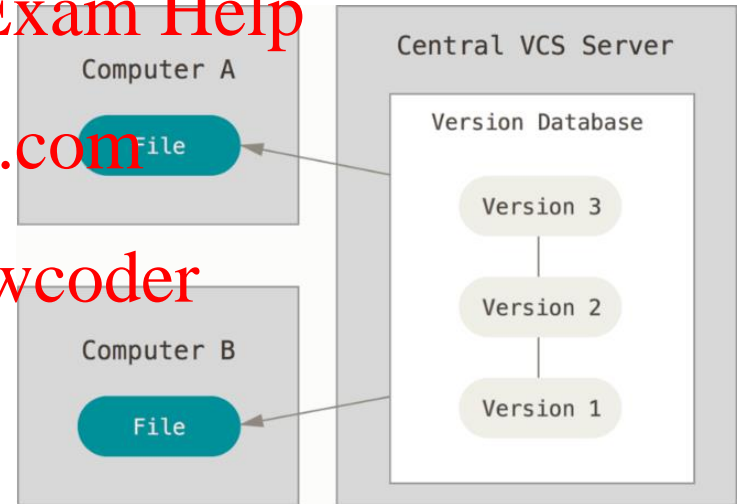 Exam Help
Computer A
File
.com
wcoder
Computer B
File
Central VCS Server
Version Database
Version 3
Version 2
Version 1